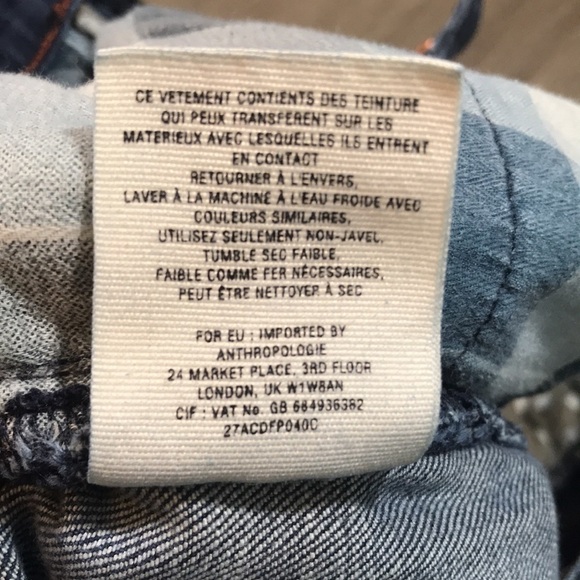 CE VETEMENT CONTIENTS DES TEINTURE
QUI PEUX TRANSFERENT SUR LES
MATERIEUX AVEC LESQUELLES ILS ENTRENT
EN CONTACT
RETOURNER À L'ENVERS,
LAVER À LA MACHINE À L'EAU FROIDE AVEC
COULEURS SIMILAIRES,
UTILISEZ SEULEMENT NON-JAVEL,
TUMBLE SEC FAIBLE,
FAIBLE COMME FER NÉCESSAIRES,
PEUT ÊTRE NETTOYER À SEC
FOR EU : IMPORTED BY
ANTHROPOLOGIE
24 MARKET PLACE, 3RD FLOOR
LONDON, UK W1W8AN
CIF : VAT No. GB 664936382
27ACDFP040C